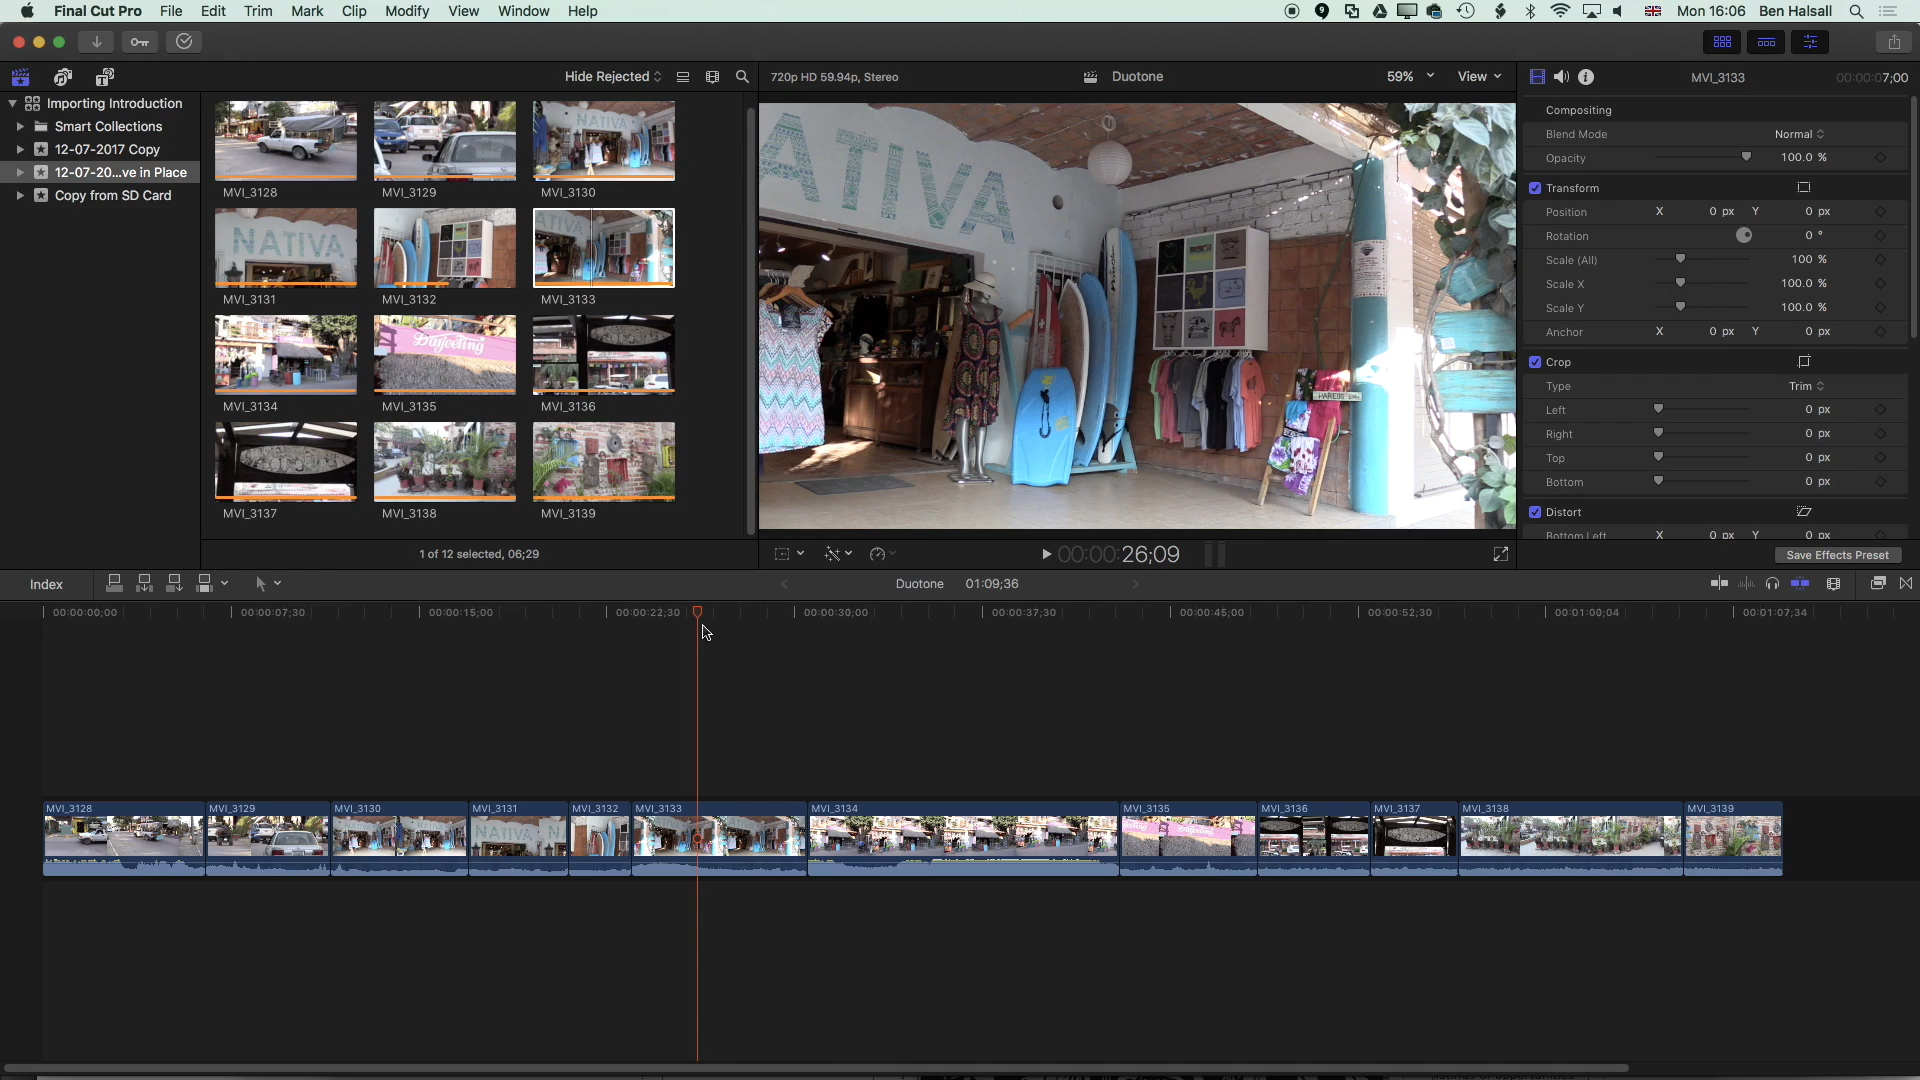 Final Cut Pro File Edit Trim Mark Clip Modify View Window Help
Mon 16:06 Ben Halsall
Hide Rejected
720p HD 59.94p, Stereo
Duotone
59% View
MVI_3133 00:00:07;00
Importing Introduction
Smart Collections
12-07-2017 Copy
12-07-20...ve in Place
Copy from SD Card
MVI_3128 MVI_3129 MVI_3130
MVI_3131 MVI_3132 MVI_3133
MVI_3134 MVI_3135 MVI_3136
MVI_3137 MVI_3138 MVI_3139
NATIVA
NATIVA
Darjeeling
1 of 12 selected, 06;29
ATIVA
Compositing
Blend Mode Normal
Opacity 100.0 %
Transform
Position X 0 px Y 0 px
Rotation 0 °
Scale (All) 100 %
Scale X 100.0 %
Scale Y 100.0 %
Anchor X 0 px Y 0 px
Crop
Type Trim
Left 0 px
Right 0 px
Top 0 px
Bottom 0 px
Distort
Bottom Left X 0 px Y 0 px
Save Effects Preset
00:00:26;09
Index
Duotone 01:09;36
00:00:00;00 00:00:07;30 00:00:15;00 00:00:22;30 00:00:30;00 00:00:37;30 00:00:45;00 00:00:52;30 00:01:00;04 00:01:07;34
MVI_3128 MVI_3129 MVI_3130 MVI_3131 MVI_3132 MVI_3133 MVI_3134 MVI_3135 MVI_3136 MVI_3137 MVI_3138 MVI_3139